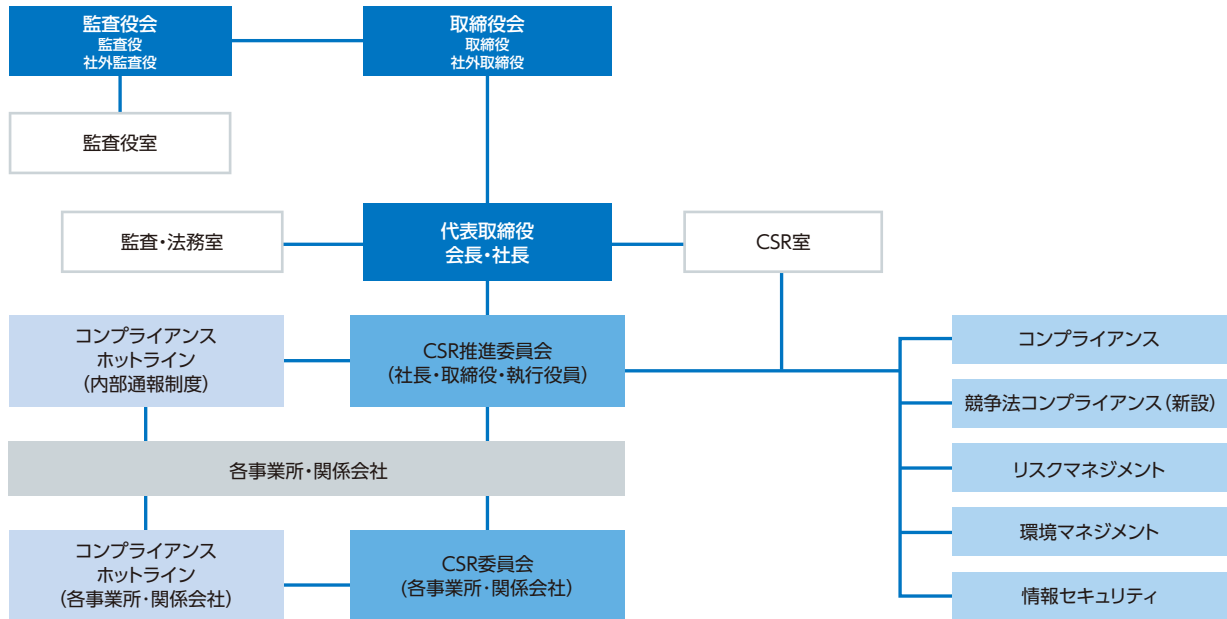 監査役会
監査役
社外監査役
取締役会
取締役
社外取締役
監査役室
監査・法務室
代表取締役
会長・社長
CSR室
コンプライアンス
ホットライン
(内部通報制度)
CSR推進委員会
(社長・取締役・執行役員)
コンプライアンス
競争法コンプライアンス(新設)
リスクマネジメント
環境マネジメント
情報セキュリティ
各事業所・関係会社
コンプライアンス
ホットライン
(各事業所・関係会社)
CSR委員会
(各事業所・関係会社)